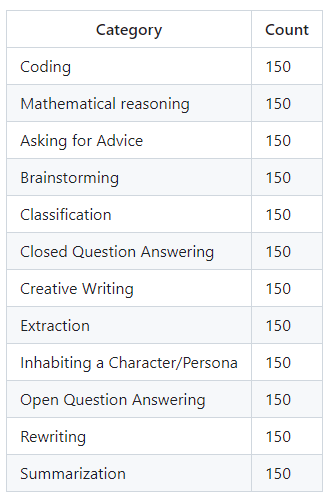 Category Count
Coding 150
Mathematical reasoning 150
Asking for Advice 150
Brainstorming 150
Classification 150
Closed Question Answering 150
Creative Writing 150
Extraction 150
Inhabiting a Character/Persona 150
Open Question Answering 150
Rewriting 150
Summarization 150